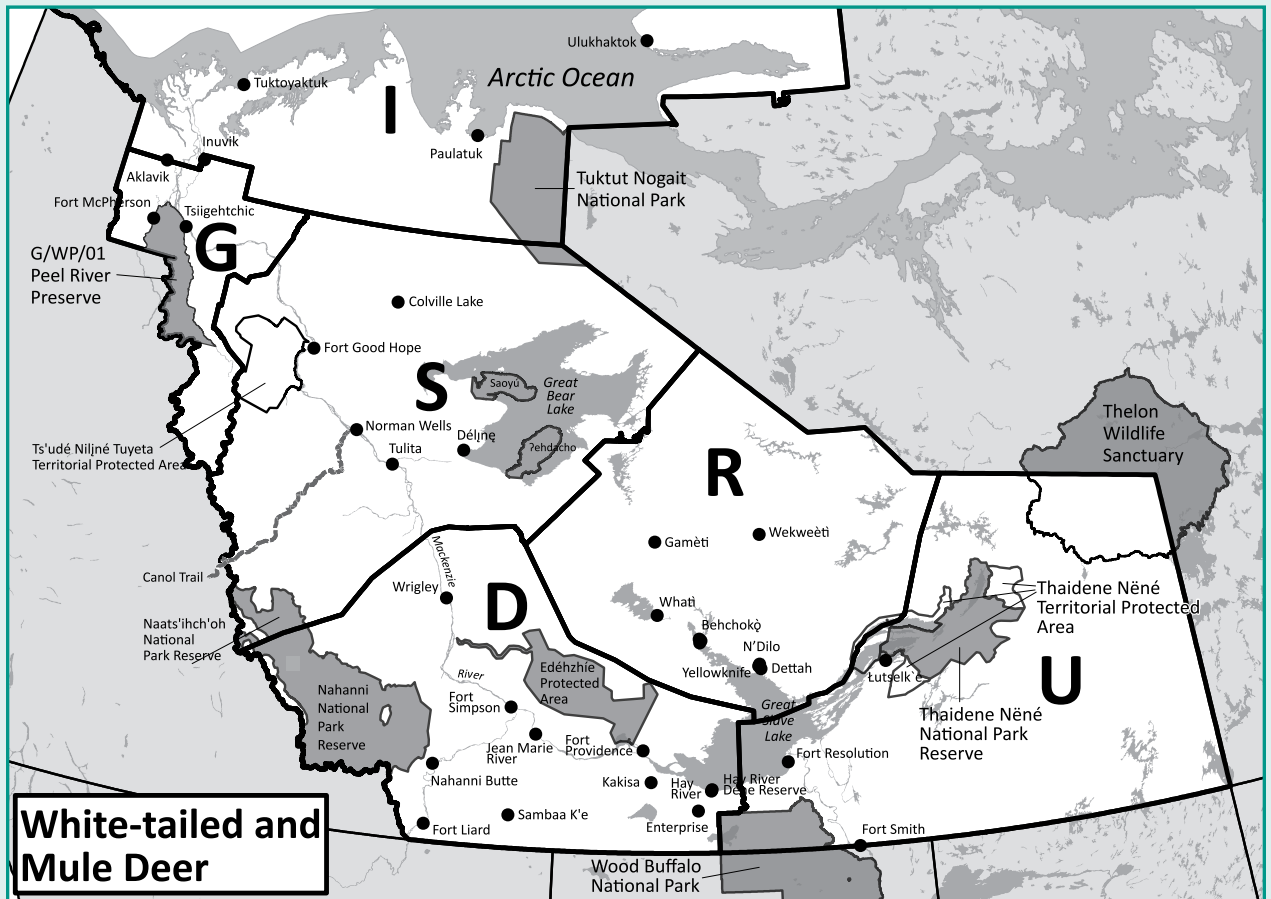 Ulukhaktok
Arctic Ocean
Tuktoyaktuk
I
Inuvik
Paulatuk
Aklavik
Tuktut Nogait
National Park
Fort McPherson
Tsiigehtchic
G
G/WP/01
Peel River
Preserve
Colville Lake
Fort Good Hope
S
Saoyú
Great
Bear
Lake
Thelon
Wildlife
Sanctuary
Norman Wells
Délı̨nę
Ɂehdacho
Ts'udé Nilįné Tuyeta
Territorial Protected Area
Tulita
R
Wekweètì
Gamètì
Mackenzie
Canol Trail
Wrigley
D
Whatì
Thaidene Nëné
Territorial Protected
Area
Naats'ihch'oh
National
Park Reserve
Behchokǫ̀
N'Dilo
Yellowknife
Dettah
Edéhzhíe
Protected
Area
River
Łutselk'e
U
Nahanni
National
Park
Reserve
Fort
Simpson
Great
Slave
Lake
Thaidene Nëné
National Park
Reserve
Jean Marie
River
Fort
Providence
Fort Resolution
Nahanni Butte
Kakisa
Hay
River
Hay River
Dene Reserve
Sambaa K'e
Enterprise
Fort Liard
Fort Smith
White-tailed and
Mule Deer
Wood Buffalo
National Park